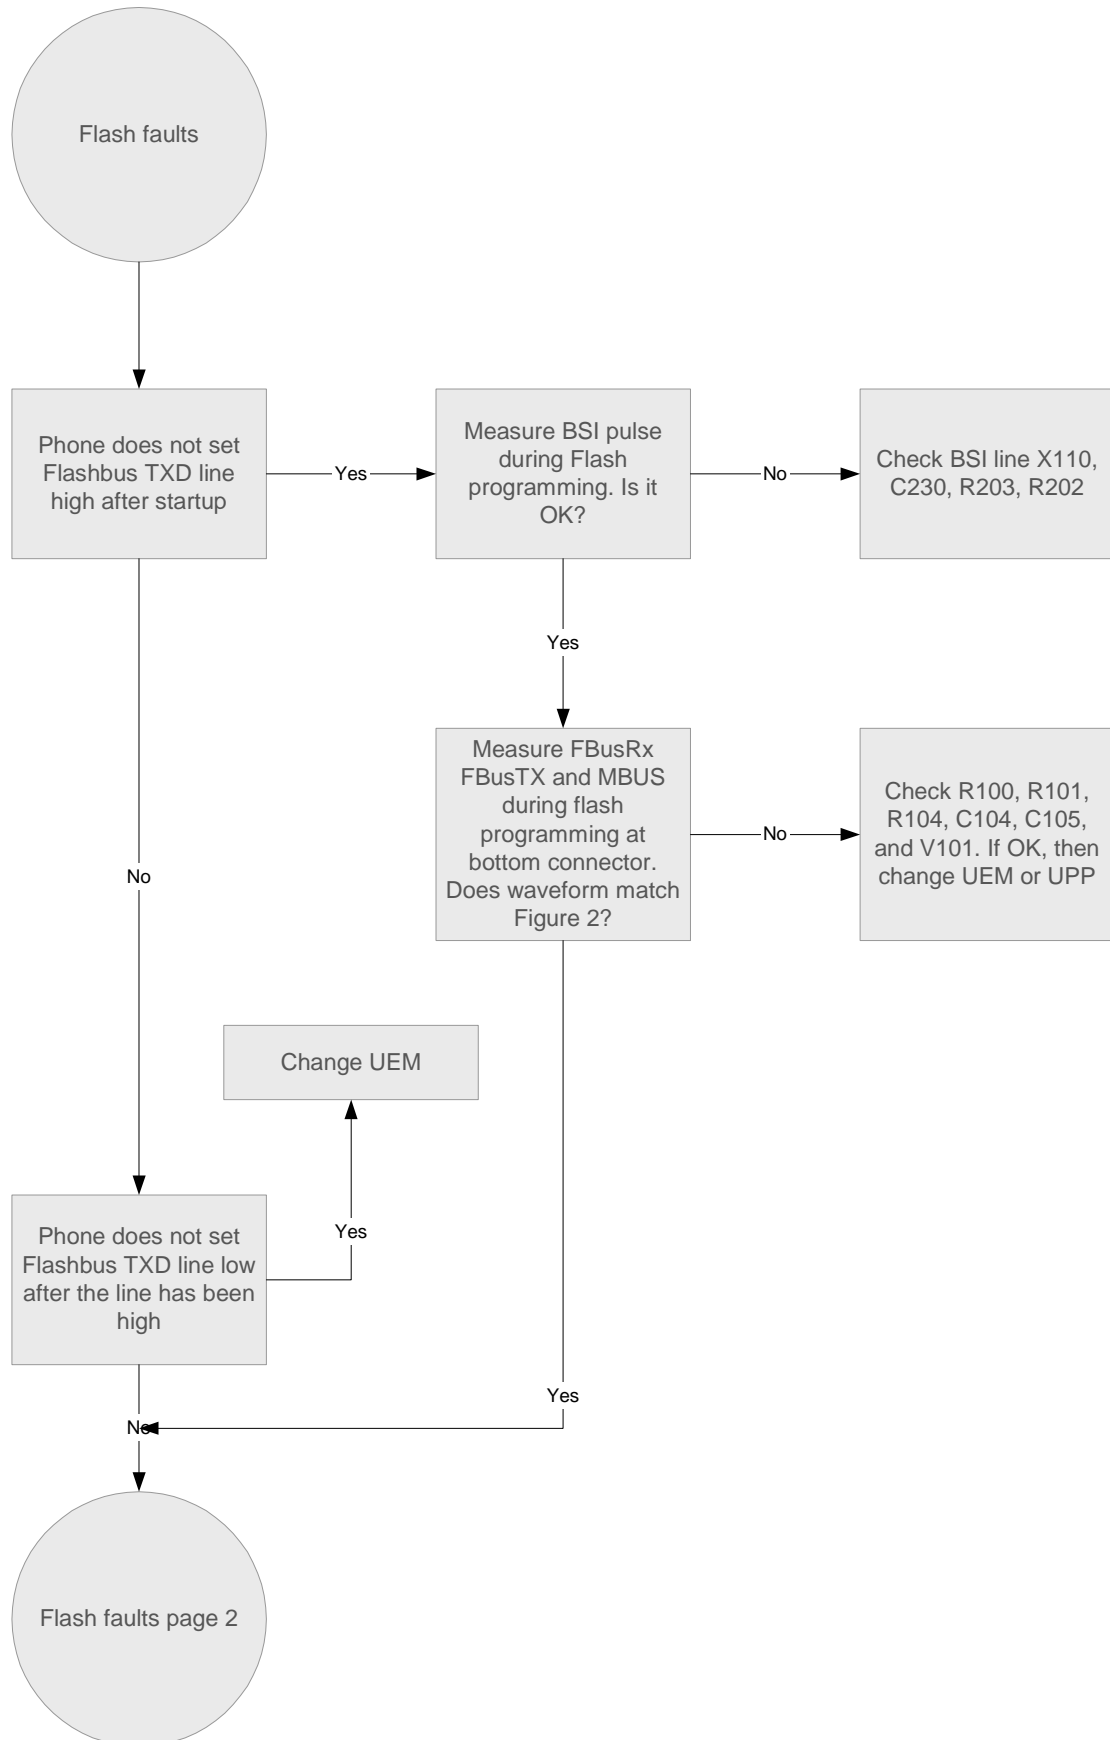 Flash faults
Phone does not set
Flashbus TXD line
high after startup
Yes
Measure BSI pulse
during Flash
programming. Is it
OK?
No
Check BSI line X110,
C230, R203, R202
Yes
Measure FBusRx
FBusTX and MBUS
during flash
programming at
bottom connector.
Does waveform match
Figure 2?
No
Check R100, R101,
R104, C104, C105,
and V101. If OK, then
change UEM or UPP
No
Change UEM
Yes
Phone does not set
Flashbus TXD line low
after the line has been
high
Yes
No
Flash faults page 2